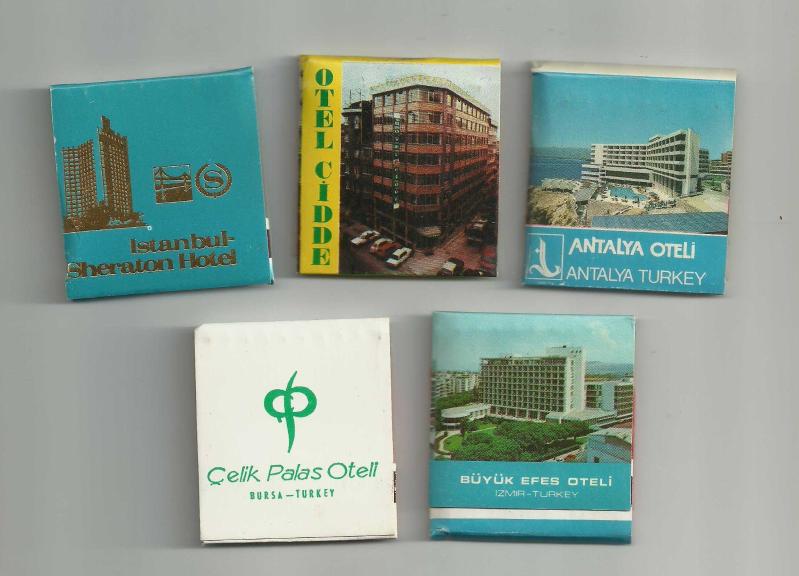 Istanbul-
Sheraton Hotel
S
OTEL CİDDE
ANTALYA OTELİ
ANTALYA TURKEY
Çelik Palas Oteli
BURSA—TURKEY
BÜYÜK EFES OTELİ
IZMIR-TURKEY